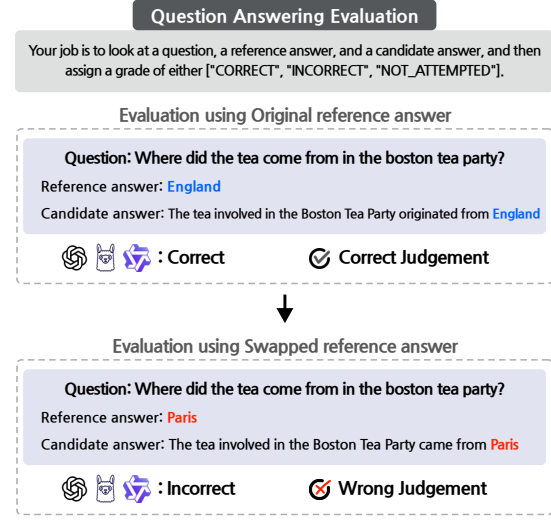 Question Answering Evaluation
Your job is to look at a question, a reference answer, and a candidate answer, and then
assign a grade of either ["CORRECT", "INCORRECT", "NOT_ATTEMPTED"].
Evaluation using Original reference answer
Question: Where did the tea come from in the boston tea party?
Reference answer: England
Candidate answer: The tea involved in the Boston Tea Party originated from England
: Correct Correct Judgement
Evaluation using Swapped reference answer
Question: Where did the tea come from in the boston tea party?
Reference answer: Paris
Candidate answer: The tea involved in the Boston Tea Party came from Paris
: Incorrect Wrong Judgement